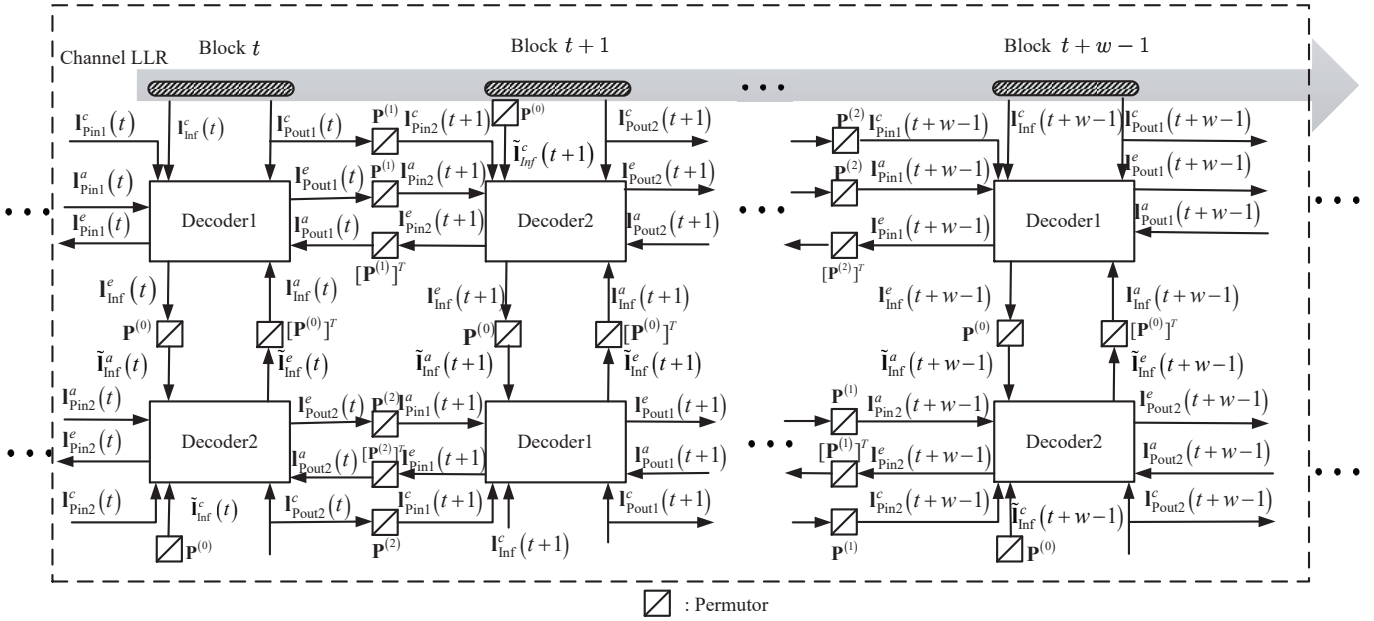 Channel LLR
Block t
Block t + 1
Block t + w − 1
l^c_Pin1(t)
l^c_Inf(t)
l^c_Pout1(t)
P^(1)
l^c_Pin2(t+1)
P^(0)
l̃^c_Inf(t+1)
l^c_Pout2(t+1)
P^(2)
l^c_Pin1(t+w−1)
l^c_Inf(t+w−1)
l^c_Pout1(t+w−1)
l^a_Pin1(t)
l^e_Pout1(t)
P^(1)
l^a_Pin2(t+1)
l^e_Pout2(t+1)
P^(2)
l^a_Pin1(t+w−1)
l^e_Pout1(t+w−1)
Decoder1
Decoder2
Decoder1
l^e_Pin1(t)
l^a_Pout1(t)
[P^(1)]^T
l^e_Pin2(t+1)
l^a_Pout2(t+1)
[P^(2)]^T
l^e_Pin1(t+w−1)
l^a_Pout1(t+w−1)
l^e_Inf(t)
l^a_Inf(t)
l^e_Inf(t+1)
l^a_Inf(t+1)
l^e_Inf(t+w−1)
l^a_Inf(t+w−1)
P^(0)
[P^(0)]^T
P^(0)
[P^(0)]^T
P^(0)
[P^(0)]^T
l̃^a_Inf(t)
l̃^e_Inf(t)
l̃^a_Inf(t+1)
l̃^e_Inf(t+1)
l̃^a_Inf(t+w−1)
l̃^e_Inf(t+w−1)
l^a_Pin2(t)
l^e_Pout2(t)
P^(2)
l^a_Pin1(t+1)
l^e_Pout1(t+1)
P^(1)
l^a_Pin2(t+w−1)
l^e_Pout2(t+w−1)
Decoder2
Decoder1
Decoder2
l^e_Pin2(t)
l^a_Pout2(t)
[P^(2)]^T
l^e_Pin1(t+1)
l^a_Pout1(t+1)
[P^(1)]^T
l^e_Pin2(t+w−1)
l^a_Pout2(t+w−1)
l^c_Pin2(t)
l̃^c_Inf(t)
l^c_Pout2(t)
P^(2)
l^c_Pin1(t+1)
l^c_Inf(t+1)
l^c_Pout1(t+1)
P^(1)
l^c_Pin2(t+w−1)
l̃^c_Inf(t+w−1)
l^c_Pout2(t+w−1)
P^(0)
P^(0)
: Permutor